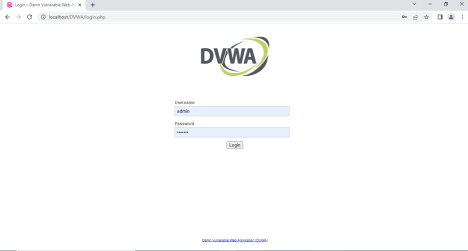 Login :: Damn Vulnerable Web A
localhost/DVWA/login.php
DVWA
Username
admin
Password
••••••
Login
Damn Vulnerable Web Application (DVWA)